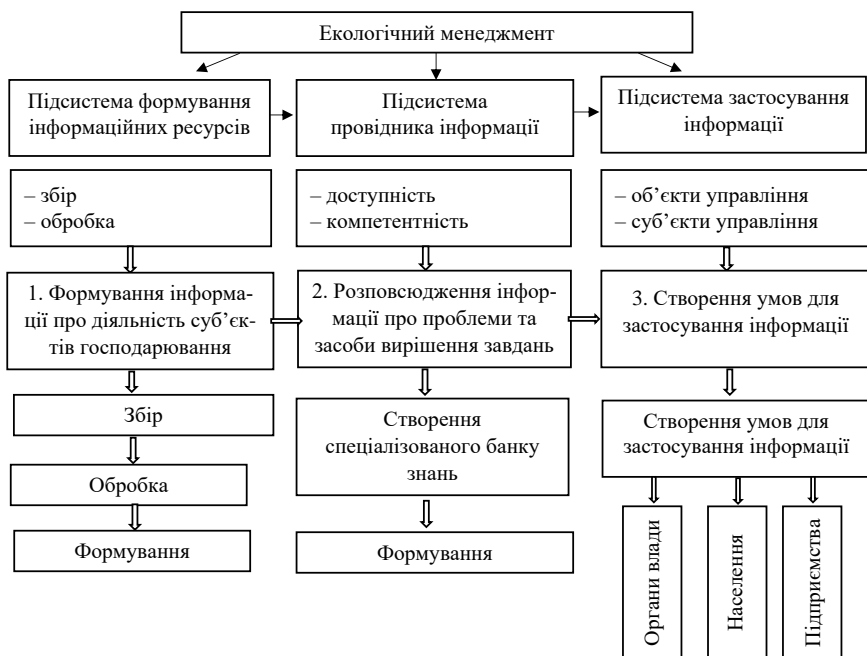 Екологічний менеджмент
Підсистема формування
інформаційних ресурсів
Підсистема
провідника інформації
Підсистема застосування
інформації
– збір
– обробка
– доступність
– компетентність
– об’єкти управління
– суб’єкти управління
1. Формування інформа-
ції про діяльність суб’єк-
тів господарювання
2. Розповсюдження інфор-
мації про проблеми та
засоби вирішення завдань
3. Створення умов для
застосування інформації
Збір
Обробка
Формування
Створення
спеціалізованого банку
знань
Формування
Створення умов для
застосування інформації
Органи влади
Населення
Підприємства